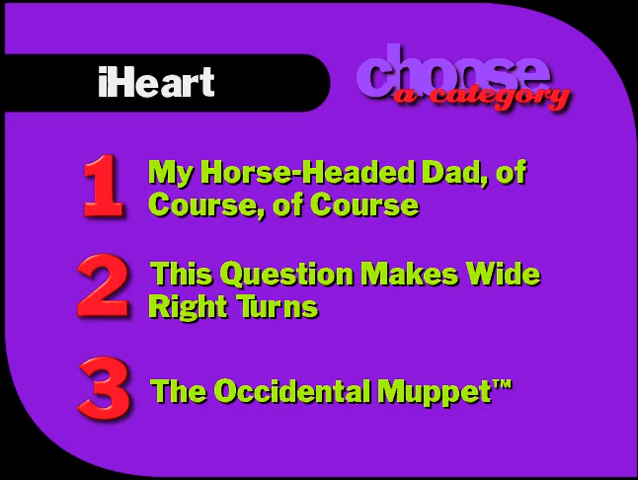 iHeart
choose
a category
1
My Horse-Headed Dad, of
Course, of Course
2
This Question Makes Wide
Right Turns
3
The Occidental Muppet™